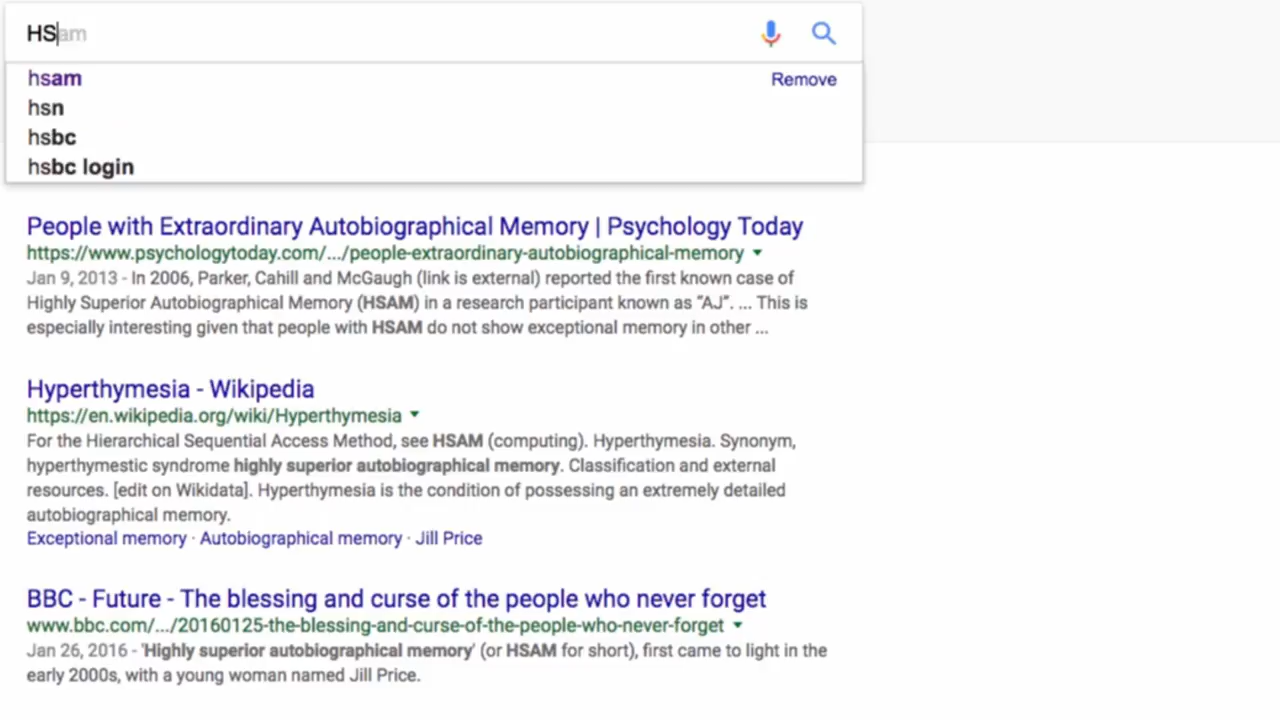 HSam
hsam Remove
hsn
hsbc
hsbc login
People with Extraordinary Autobiographical Memory | Psychology Today
https://www.psychologytoday.com/.../people-extraordinary-autobiographical-memory
Jan 9, 2013 - In 2006, Parker, Cahill and McGaugh (link is external) reported the first known case of
Highly Superior Autobiographical Memory (HSAM) in a research participant known as “AJ”. ... This is
especially interesting given that people with HSAM do not show exceptional memory in other ...
Hyperthymesia - Wikipedia
https://en.wikipedia.org/wiki/Hyperthymesia
For the Hierarchical Sequential Access Method, see HSAM (computing). Hyperthymesia. Synonym,
hyperthymestic syndrome highly superior autobiographical memory. Classification and external
resources. [edit on Wikidata]. Hyperthymesia is the condition of possessing an extremely detailed
autobiographical memory.
Exceptional memory · Autobiographical memory · Jill Price
BBC - Future - The blessing and curse of the people who never forget
www.bbc.com/.../20160125-the-blessing-and-curse-of-the-people-who-never-forget
Jan 26, 2016 - 'Highly superior autobiographical memory' (or HSAM for short), first came to light in the
early 2000s, with a young woman named Jill Price.